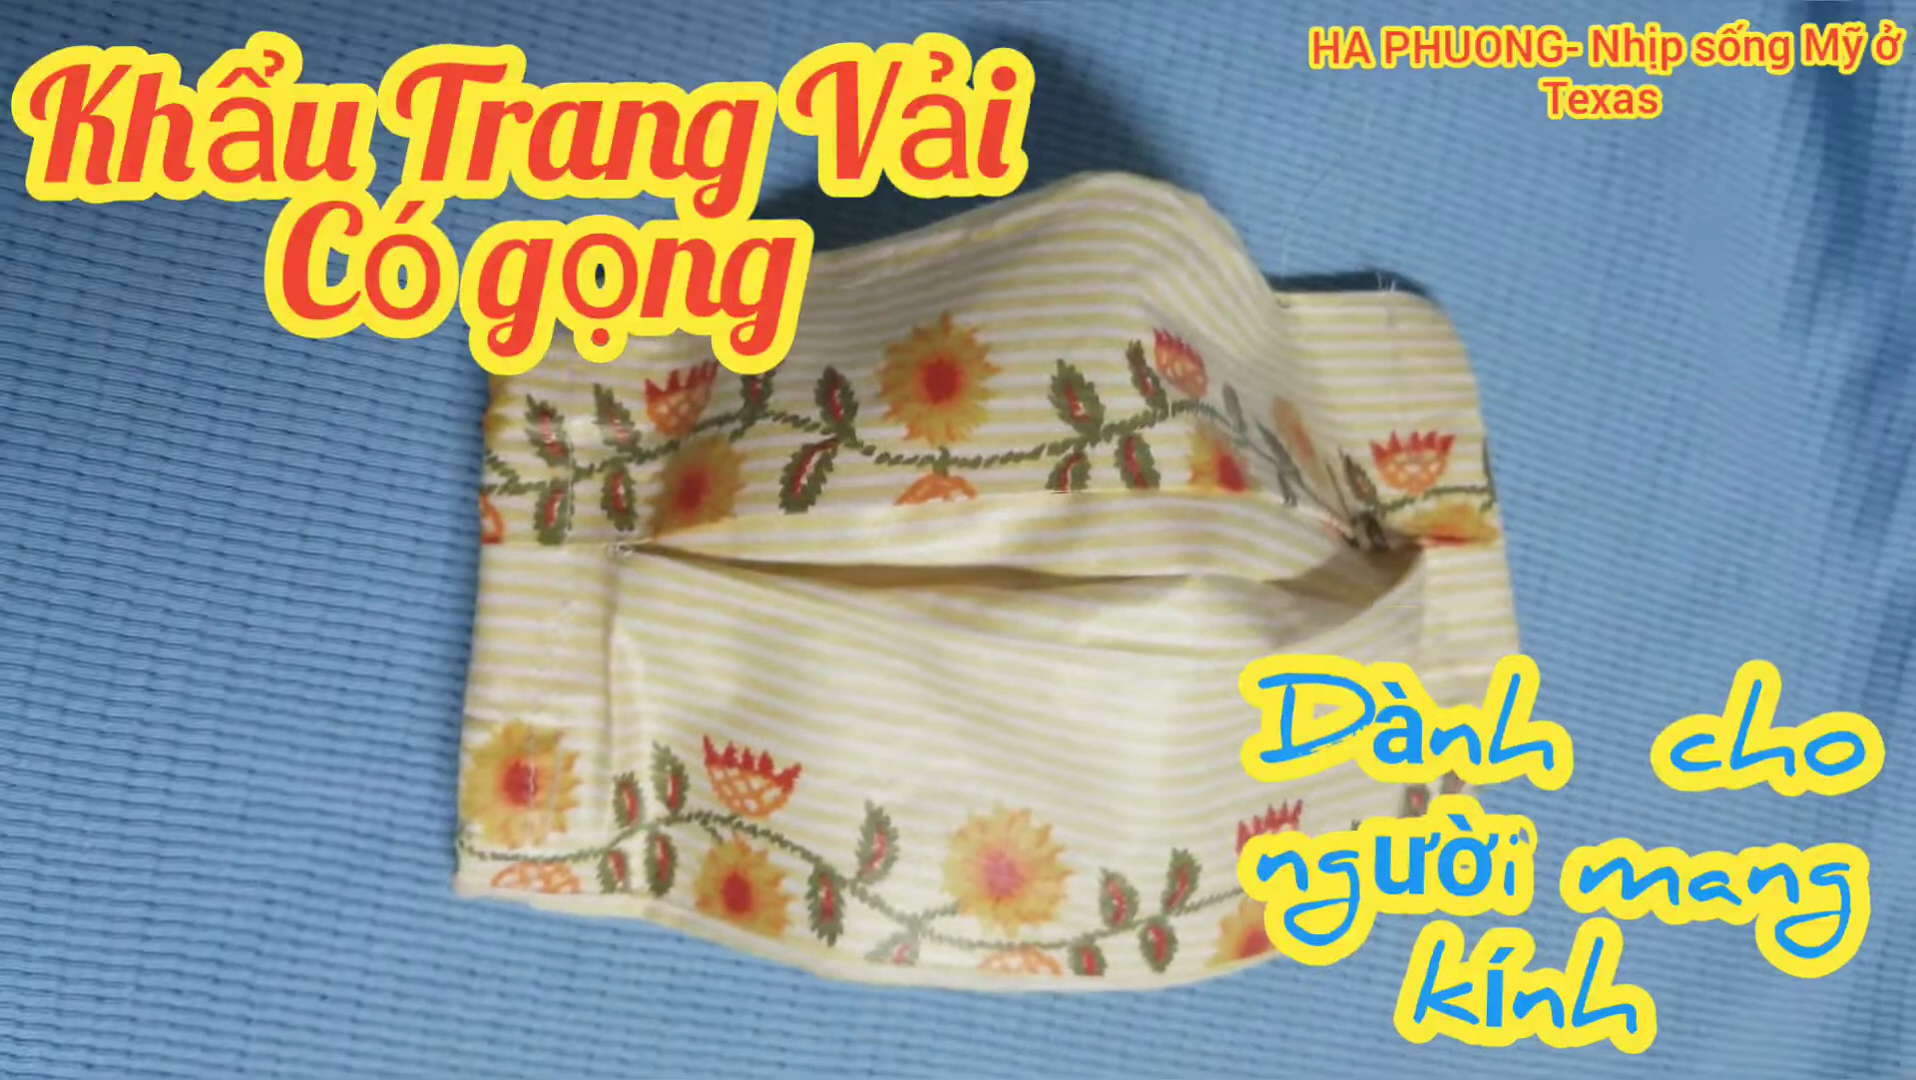 Khẩu Trang Vải
Có gọng
HA PHUONG- Nhịp sống Mỹ ở
Texas
Dành cho
người mang
kính